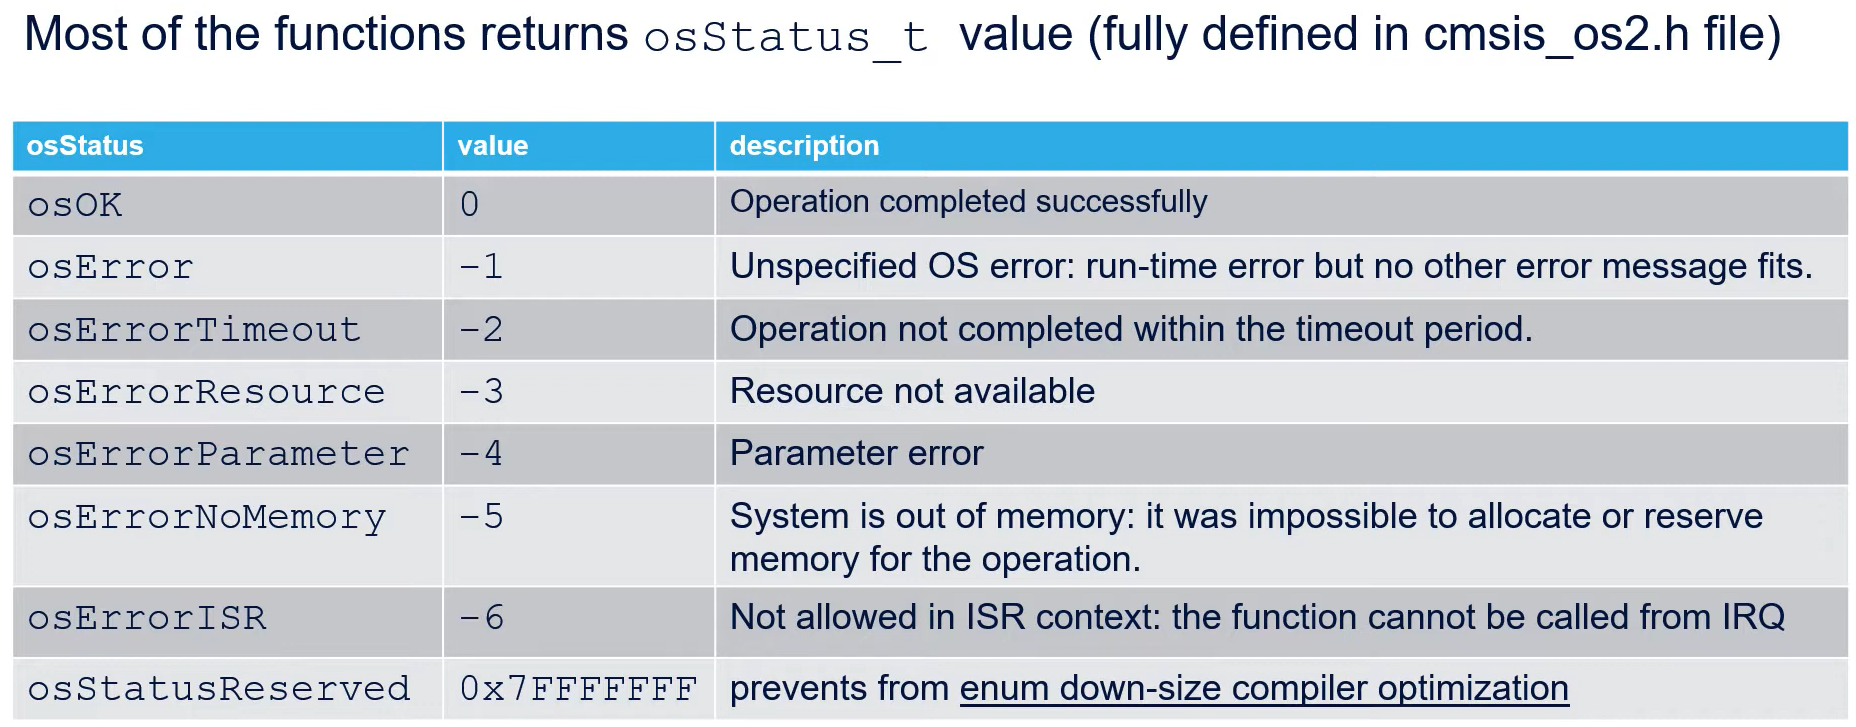 Most of the functions returns osStatus_t value (fully defined in cmsis_os2.h file)
osStatus value description
osOK 0 Operation completed successfully
osError -1 Unspecified OS error: run-time error but no other error message fits.
osErrorTimeout -2 Operation not completed within the timeout period.
osErrorResource -3 Resource not available
osErrorParameter -4 Parameter error
osErrorNoMemory -5 System is out of memory: it was impossible to allocate or reserve
memory for the operation.
osErrorISR -6 Not allowed in ISR context: the function cannot be called from IRQ
osStatusReserved 0x7FFFFFFF prevents from enum down-size compiler optimization